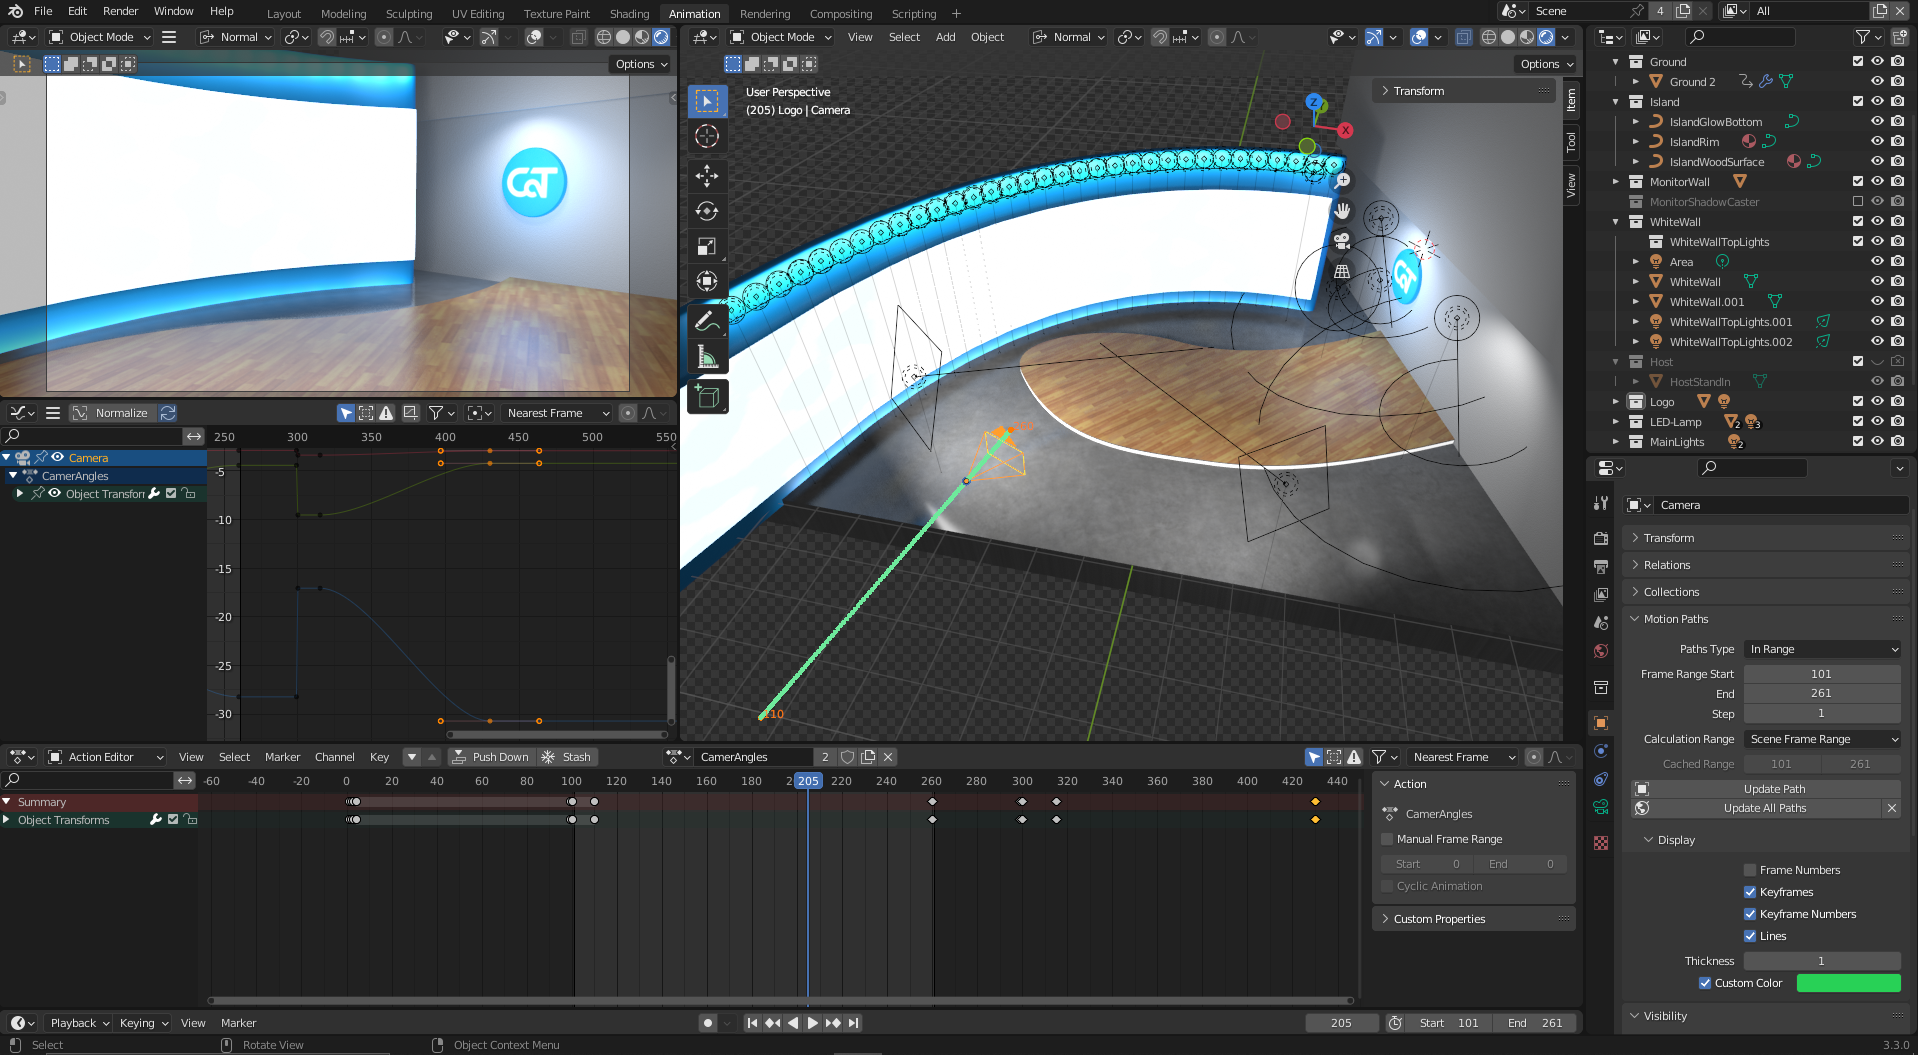 File Edit Render Window Help Layout Modeling Sculpting UV Editing Texture Paint Shading Animation Rendering Compositing Scripting Scene 4 All
Object Mode Normal
Options
CaT
Object Mode View Select Add Object Normal
Options
User Perspective
(205) Logo | Camera
Transform
Item
Tool
View
Z
X
CaT
110
Ground
Ground 2
Island
IslandGlowBottom
IslandRim
IslandWoodSurface
MonitorWall
MonitorShadowCaster
WhiteWall
WhiteWallTopLights
Area
WhiteWall
WhiteWall.001
WhiteWallTopLights.001
WhiteWallTopLights.002
Host
HostStandIn
Logo
LED-Lamp 2 3
MainLights 2
Normalize Nearest Frame
250 300 350 400 450 500 550
Camera
CamerAngles
Object Transforr
-5
-10
-15
-20
-25
-30
Action Editor View Select Marker Channel Key Push Down Stash CamerAngles 2 Nearest Frame
-60 -40 -20 0 20 40 60 80 100 120 140 160 180 205 220 240 260 280 300 320 340 360 380 400 420 440
Summary
Object Transforms
Action
CamerAngles
Manual Frame Range
Start 0 End 0
Cyclic Animation
Custom Properties
Camera
Transform
Relations
Collections
Motion Paths
Paths Type In Range
Frame Range Start 101
End 261
Step 1
Calculation Range Scene Frame Range
Cached Range 101 261
Update Path
Update All Paths
Display
Frame Numbers
Keyframes
Keyframe Numbers
Lines
Thickness 1
Custom Color
Visibility
Playback Keying View Marker 205 Start 101 End 261
Select Rotate View Object Context Menu 3.3.0